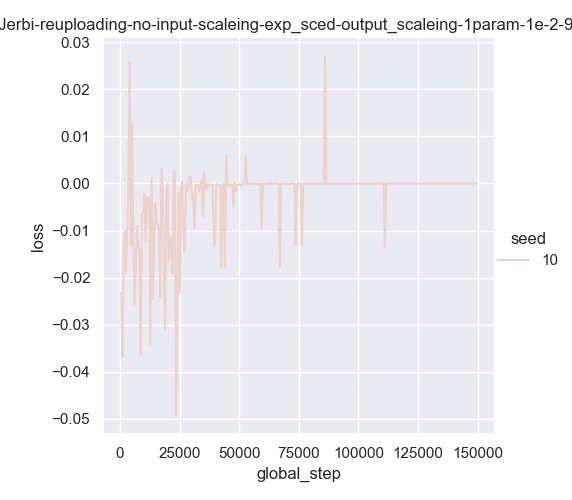 Jerbi-reuploading-no-input-scaleing-exp_sced-output_scaleing-1param-1e-2-9
0.03
0.02
0.01
0.00
−0.01
−0.02
−0.03
−0.04
−0.05
loss
0 25000 50000 75000 100000 125000 150000
global_step
seed
10